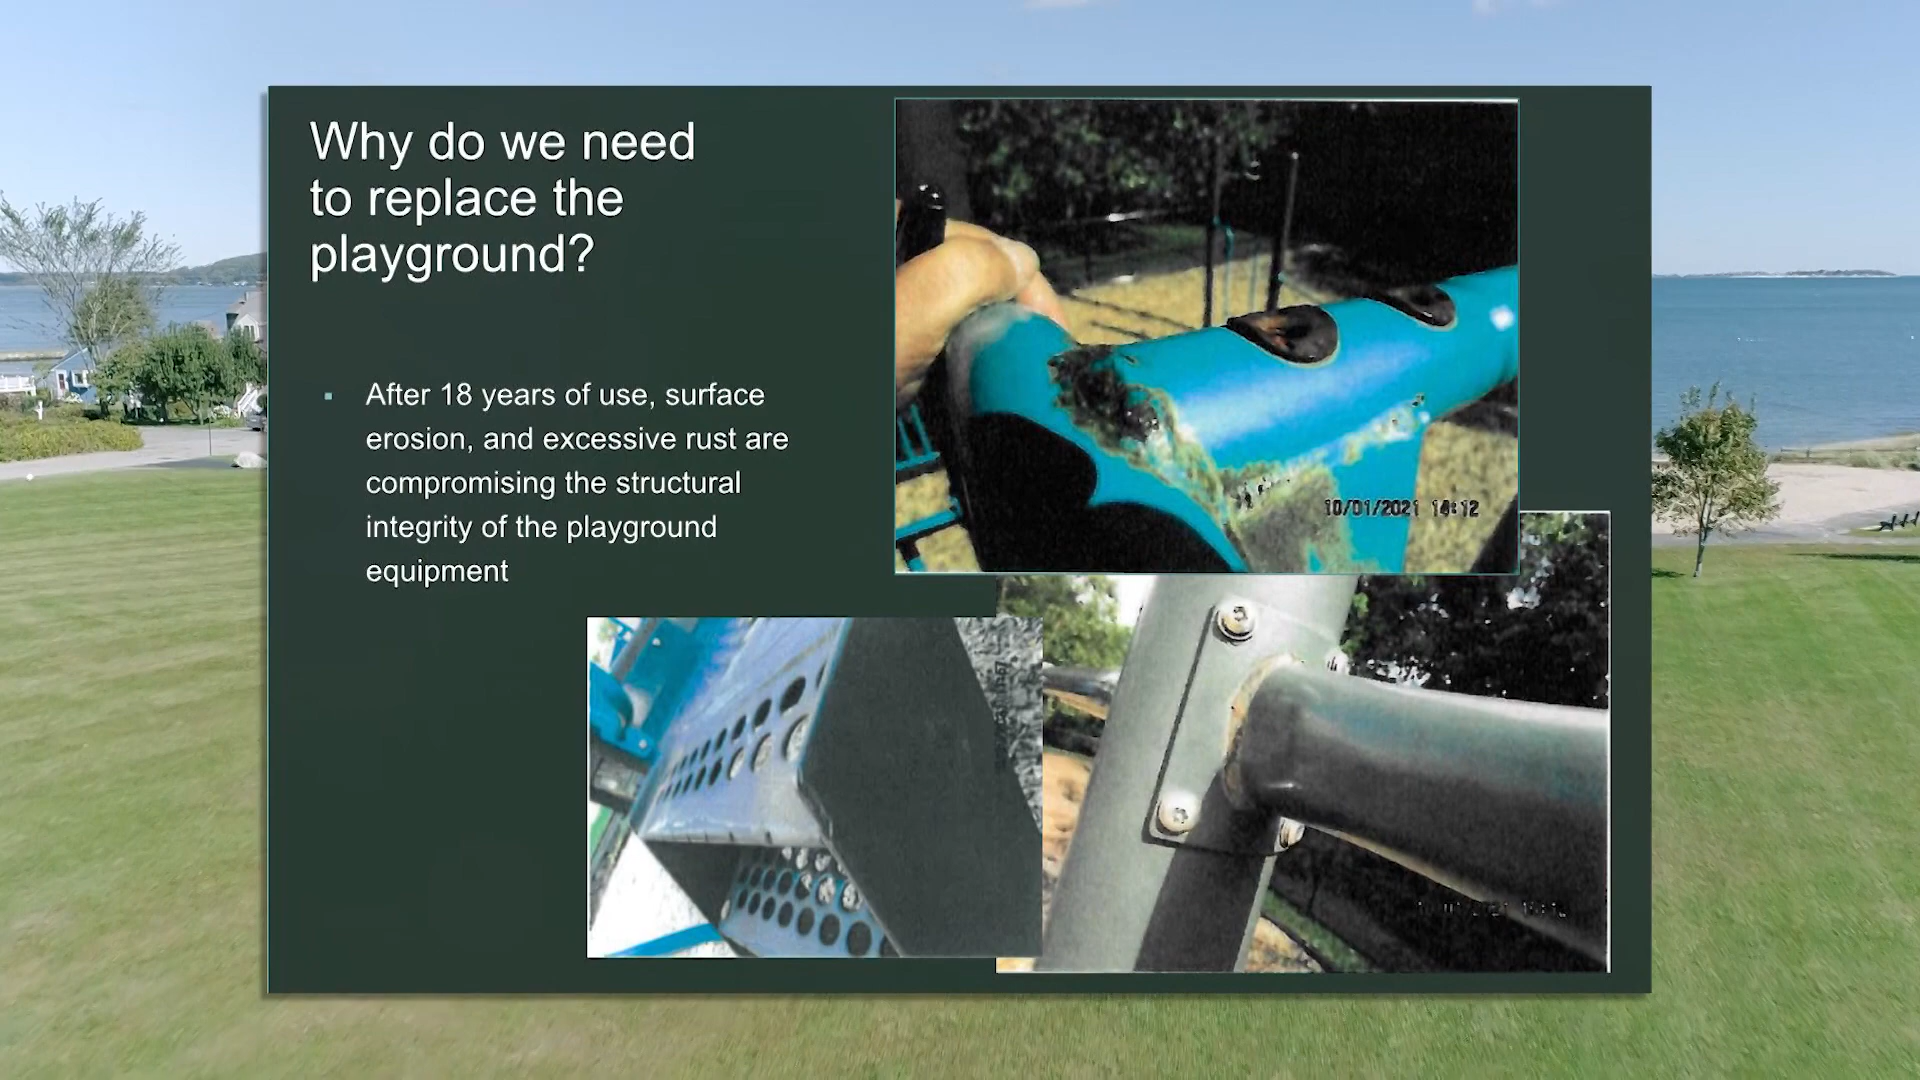 Why do we need
to replace the
playground?
After 18 years of use, surface
erosion, and excessive rust are
compromising the structural
integrity of the playground
equipment
10/01/2021 14:12